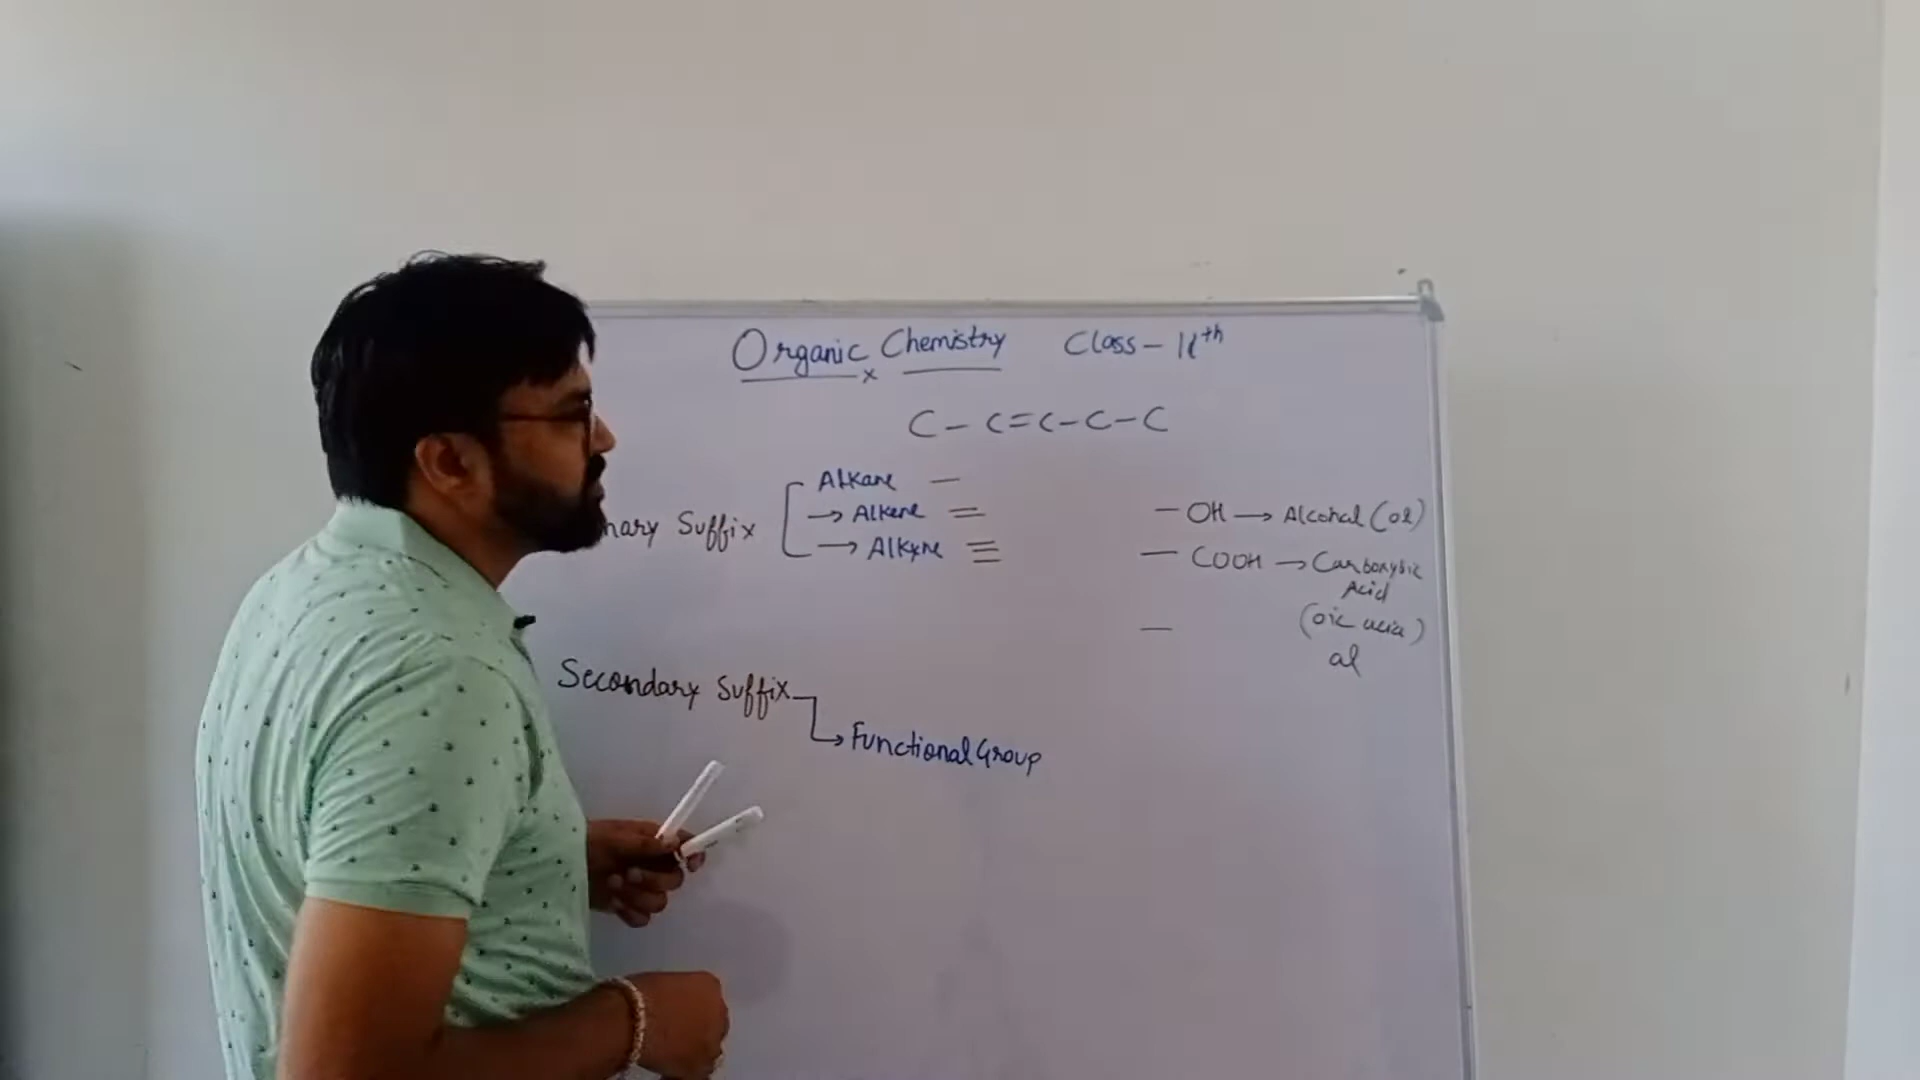 Organic Chemistry Class - 11th
x
C - C=C-C-C
Alkane —
nary Suffix → Alkene =
→ Alkyne ≡
— OH → Alcohal (ol)
— COOH → Carboxylic
Acid
(oic acid)
—
al
Secondary Suffix
→ Functional Group